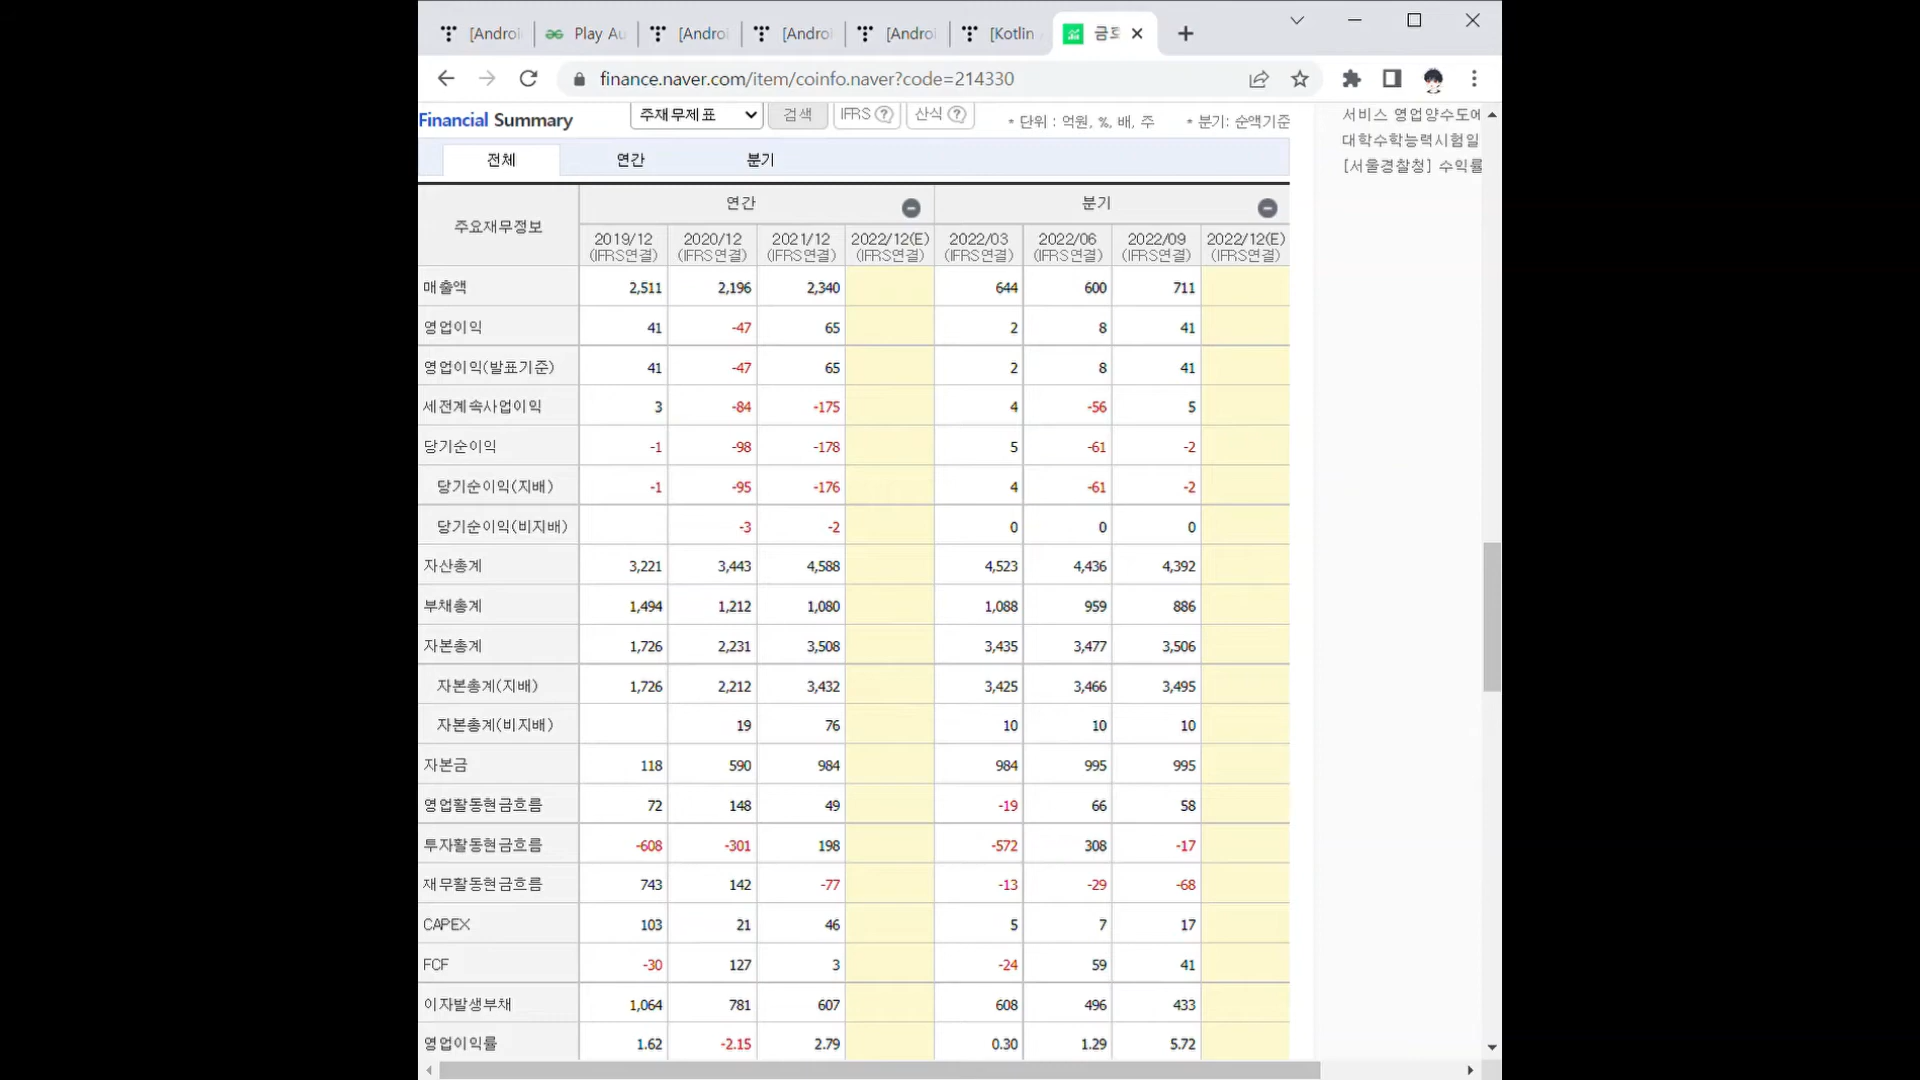 [Androi Play Au [Androi [Androi [Androi [Kotlin 금호
finance.naver.com/item/coinfo.naver?code=214330
Financial Summary 주재무제표 검색 IFRS ? 산식 ? * 단위 : 억원, %, 배, 주 * 분기: 순액기준
서비스 영업양수도에
대학수학능력시험일
[서울경찰청] 수익률
전체 연간 분기
주요재무정보 연간 분기
2019/12 (IFRS연결) 2020/12 (IFRS연결) 2021/12 (IFRS연결) 2022/12(E) (IFRS연결) 2022/03 (IFRS연결) 2022/06 (IFRS연결) 2022/09 (IFRS연결) 2022/12(E) (IFRS연결)
매출액 2,511 2,196 2,340 644 600 711
영업이익 41 -47 65 2 8 41
영업이익(발표기준) 41 -47 65 2 8 41
세전계속사업이익 3 -84 -175 4 -56 5
당기순이익 -1 -98 -178 5 -61 -2
당기순이익(지배) -1 -95 -176 4 -61 -2
당기순이익(비지배) -3 -2 0 0 0
자산총계 3,221 3,443 4,588 4,523 4,436 4,392
부채총계 1,494 1,212 1,080 1,088 959 886
자본총계 1,726 2,231 3,508 3,435 3,477 3,506
자본총계(지배) 1,726 2,212 3,432 3,425 3,466 3,495
자본총계(비지배) 19 76 10 10 10
자본금 118 590 984 984 995 995
영업활동현금흐름 72 148 49 -19 66 58
투자활동현금흐름 -608 -301 198 -572 308 -17
재무활동현금흐름 743 142 -77 -13 -29 -68
CAPEX 103 21 46 5 7 17
FCF -30 127 3 -24 59 41
이자발생부채 1,064 781 607 608 496 433
영업이익률 1.62 -2.15 2.79 0.30 1.29 5.72